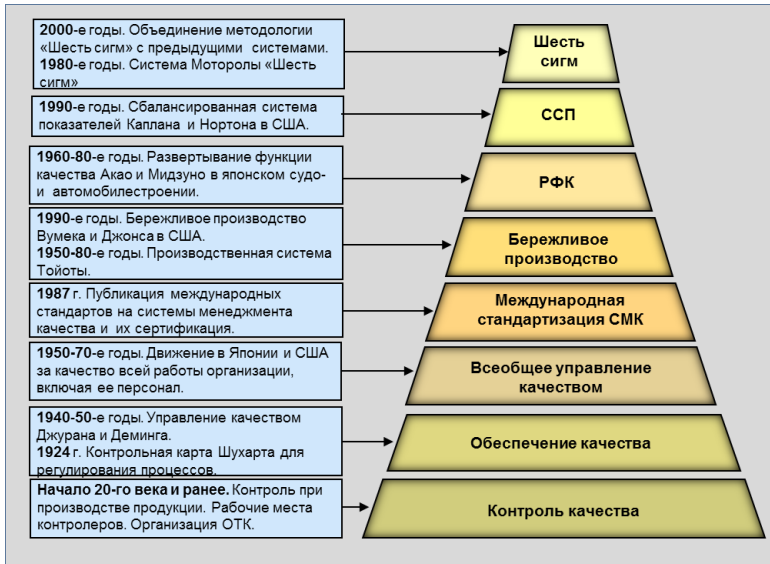 2000-е годы. Объединение методологии
«Шесть сигм» с предыдущими системами.
1980-е годы. Система Моторолы «Шесть
сигм»
Шесть
сигм
1990-е годы. Сбалансированная система
показателей Каплана и Нортона в США.
ССП
1960-80-е годы. Развертывание функции
качества Акао и Мидзуно в японском судо-
и автомобилестроении.
РФК
1990-е годы. Бережливое производство
Вумека и Джонса в США.
1950-80-е годы. Производственная система
Тойоты.
Бережливое
производство
1987 г. Публикация международных
стандартов на системы менеджмента
качества и их сертификация.
Международная
стандартизация СМК
1950-70-е годы. Движение в Японии и США
за качество всей работы организации,
включая ее персонал.
Всеобщее управление
качеством
1940-50-е годы. Управление качеством
Джурана и Деминга.
1924 г. Контрольная карта Шухарта для
регулирования процессов.
Обеспечение качества
Начало 20-го века и ранее. Контроль при
производстве продукции. Рабочие места
контролеров. Организация ОТК.
Контроль качества